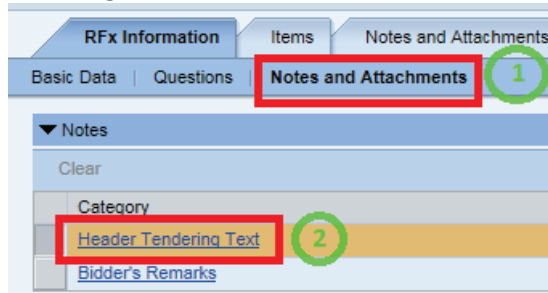 RFx Information Items Notes and Attachments
Basic Data | Questions | Notes and Attachments 1
Notes
Clear
Category
Header Tendering Text 2
Bidder's Remarks